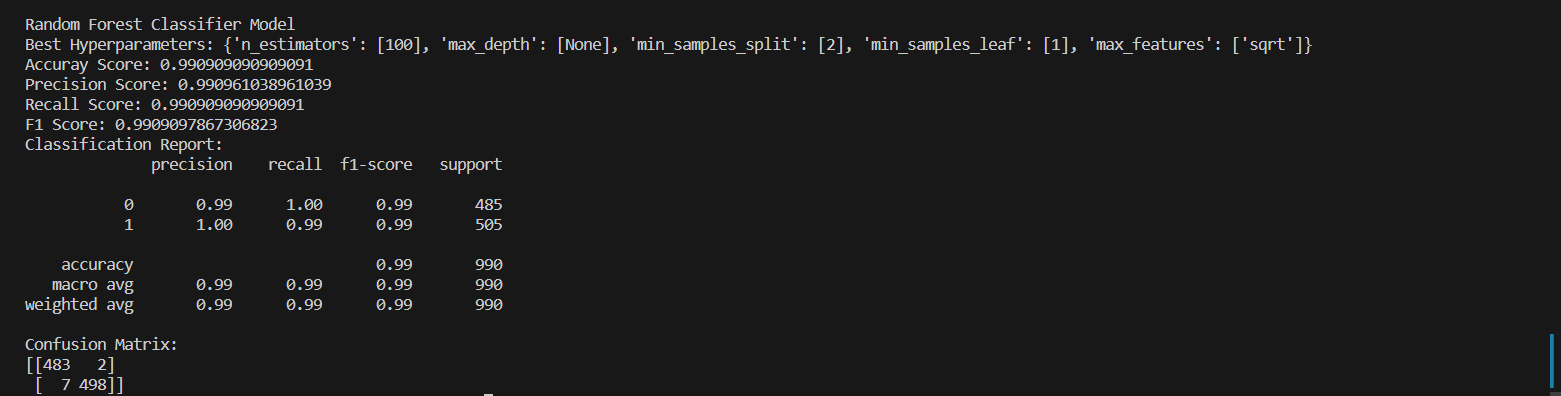 Random Forest Classifier Model
Best Hyperparameters: {'n_estimators': [100], 'max_depth': [None], 'min_samples_split': [2], 'min_samples_leaf': [1], 'max_features': ['sqrt']}
Accuray Score: 0.990909090909091
Precision Score: 0.990961038961039
Recall Score: 0.990909090909091
F1 Score: 0.9909097867306823
Classification Report:
              precision    recall  f1-score   support

           0       0.99      1.00      0.99       485
           1       1.00      0.99      0.99       505

    accuracy                           0.99       990
   macro avg       0.99      0.99      0.99       990
weighted avg       0.99      0.99      0.99       990

Confusion Matrix:
[[483   2]
 [  7 498]]